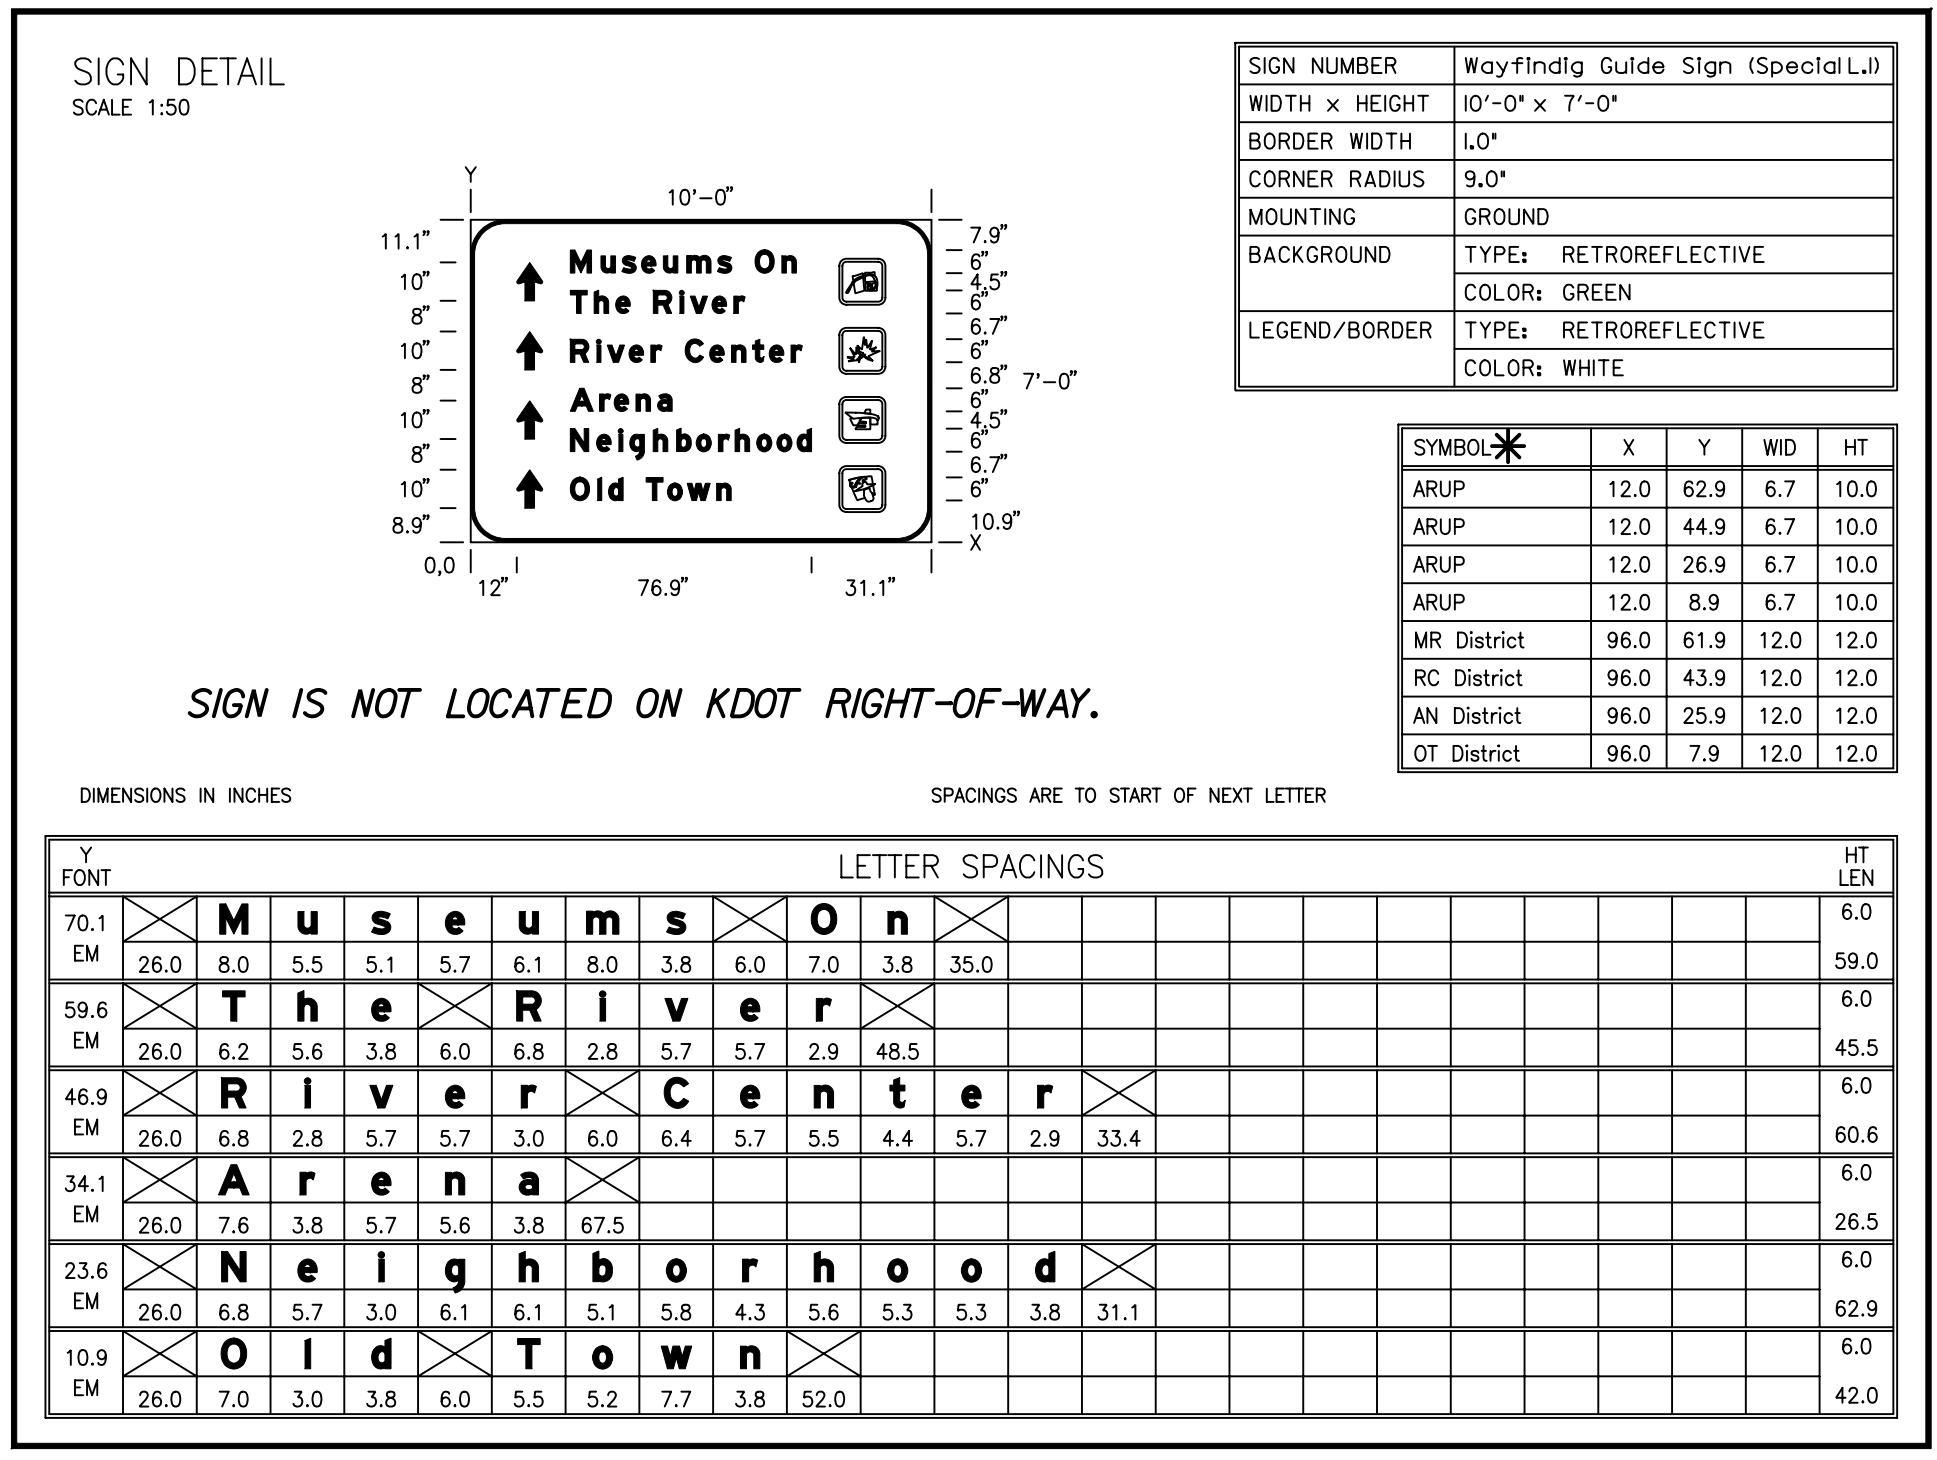 SIGN DETAIL
SCALE 1:50
SIGN NUMBER Wayfindig Guide Sign (Special L.I)
WIDTH x HEIGHT 10'-0" x 7'-0"
BORDER WIDTH 1.0"
CORNER RADIUS 9.0"
MOUNTING GROUND
BACKGROUND TYPE: RETROREFLECTIVE
COLOR: GREEN
LEGEND/BORDER TYPE: RETROREFLECTIVE
COLOR: WHITE
Y
10'-0"
11.1"
10"
8"
10"
8"
10"
8"
10"
8.9"
Museums On
The River
River Center
Arena
Neighborhood
Old Town
7.9"
6"
4.5"
6"
6.7"
6"
6.8"
6"
4.5"
6"
6.7"
6"
10.9"
X
7'-0"
0,0
12" 76.9" 31.1"
SYMBOL* X Y WID HT
ARUP 12.0 62.9 6.7 10.0
ARUP 12.0 44.9 6.7 10.0
ARUP 12.0 26.9 6.7 10.0
ARUP 12.0 8.9 6.7 10.0
MR District 96.0 61.9 12.0 12.0
RC District 96.0 43.9 12.0 12.0
AN District 96.0 25.9 12.0 12.0
OT District 96.0 7.9 12.0 12.0
SIGN IS NOT LOCATED ON KDOT RIGHT-OF-WAY.
DIMENSIONS IN INCHES
SPACINGS ARE TO START OF NEXT LETTER
Y FONT LETTER SPACINGS HT LEN
70.1 M u s e u m s O n 6.0
EM 26.0 8.0 5.5 5.1 5.7 6.1 8.0 3.8 6.0 7.0 3.8 35.0 59.0
59.6 T h e R i v e r 6.0
EM 26.0 6.2 5.6 3.8 6.0 6.8 2.8 5.7 5.7 2.9 48.5 45.5
46.9 R i v e r C e n t e r 6.0
EM 26.0 6.8 2.8 5.7 5.7 3.0 6.0 6.4 5.7 5.5 4.4 5.7 2.9 33.4 60.6
34.1 A r e n a 6.0
EM 26.0 7.6 3.8 5.7 5.6 3.8 67.5 26.5
23.6 N e i g h b o r h o o d 6.0
EM 26.0 6.8 5.7 3.0 6.1 6.1 5.1 5.8 4.3 5.6 5.3 5.3 3.8 31.1 62.9
10.9 O l d T o w n 6.0
EM 26.0 7.0 3.0 3.8 6.0 5.5 5.2 7.7 3.8 52.0 42.0